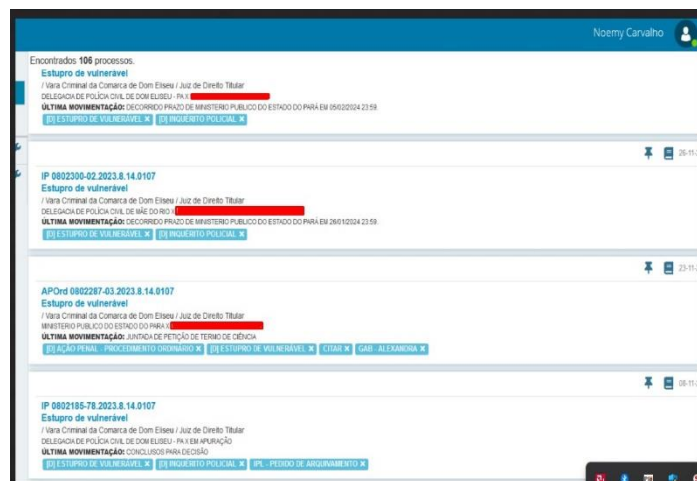 Noemy Carvalho
Encontrados 106 processos.
Estupro de vulnerável
/ Vara Criminal da Comarca de Dom Eliseu / Juiz de Direito Titular
DELEGACIA DE POLÍCIA CIVIL DE DOM ELISEU - PA X
ÚLTIMA MOVIMENTAÇÃO: DECORRIDO PRAZO DE MINISTERIO PUBLICO DO ESTADO DO PARÁ EM 05/02/2024 23:59.
[D] ESTUPRO DE VULNERÁVEL × [D] INQUÉRITO POLICIAL ×
26-11-
IP 0802300-02.2023.8.14.0107
Estupro de vulnerável
/ Vara Criminal da Comarca de Dom Eliseu / Juiz de Direito Titular
DELEGACIA DE POLÍCIA CIVIL DE MÃE DO RIO X
ÚLTIMA MOVIMENTAÇÃO: DECORRIDO PRAZO DE MINISTERIO PUBLICO DO ESTADO DO PARÁ EM 26/01/2024 23:59.
[D] ESTUPRO DE VULNERÁVEL × [D] INQUÉRITO POLICIAL ×
23-11-
APOrd 0802287-03.2023.8.14.0107
Estupro de vulnerável
/ Vara Criminal da Comarca de Dom Eliseu / Juiz de Direito Titular
MINISTERIO PUBLICO DO ESTADO DO PARA X
ÚLTIMA MOVIMENTAÇÃO: JUNTADA DE PETIÇÃO DE TERMO DE CIÊNCIA
[D] AÇÃO PENAL - PROCEDIMENTO ORDINÁRIO × [D] ESTUPRO DE VULNERÁVEL × CITAR × GAB - ALEXANDRA ×
08-11-
IP 0802185-78.2023.8.14.0107
Estupro de vulnerável
/ Vara Criminal da Comarca de Dom Eliseu / Juiz de Direito Titular
DELEGACIA DE POLÍCIA CIVIL DE DOM ELISEU - PA X EM APURAÇÃO
ÚLTIMA MOVIMENTAÇÃO: CONCLUSOS PARA DECISÃO
[D] ESTUPRO DE VULNERÁVEL × [D] INQUÉRITO POLICIAL × IPL - PEDIDO DE ARQUIVAMENTO ×